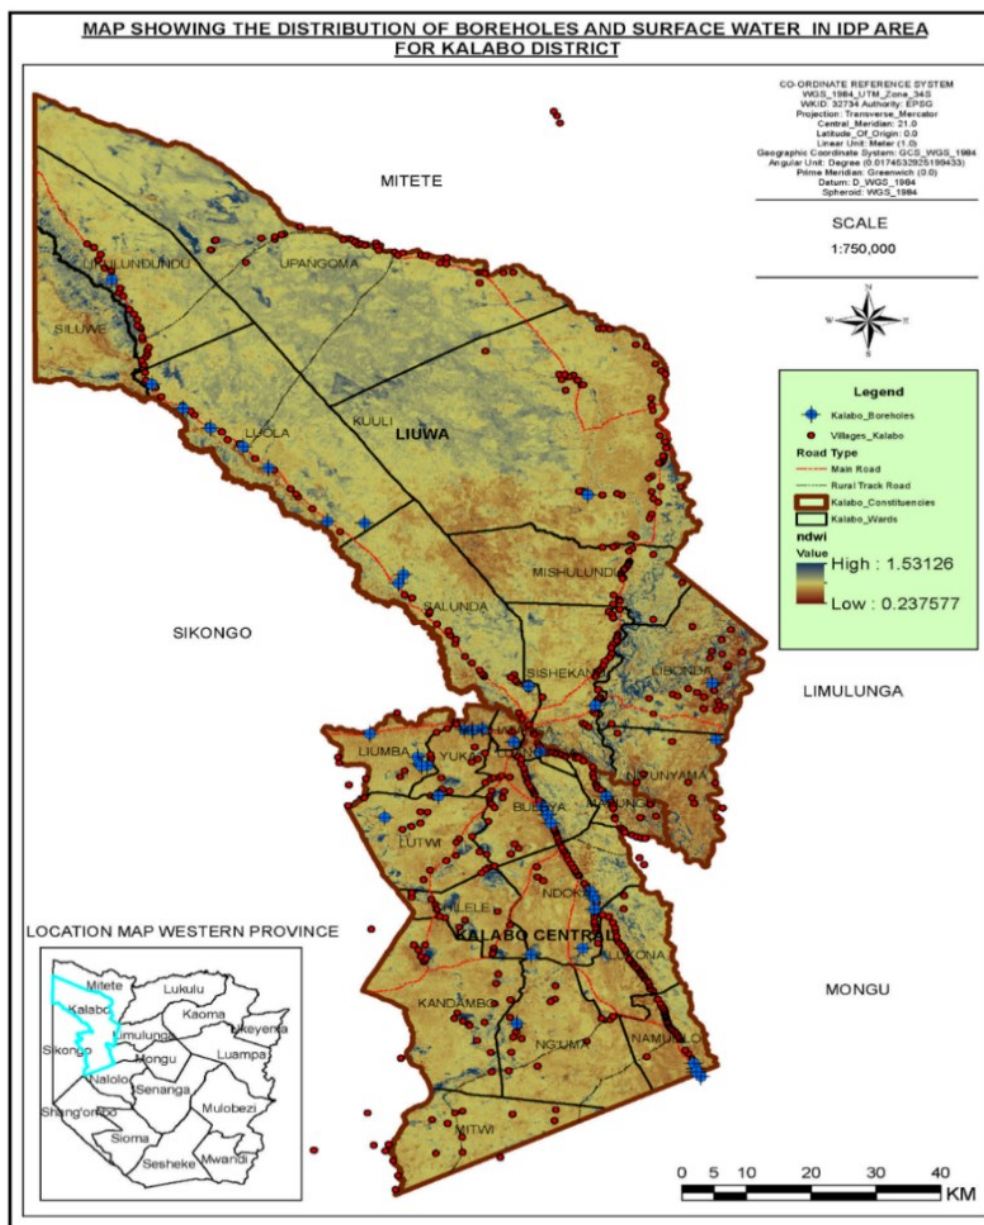 MAP SHOWING THE DISTRIBUTION OF BOREHOLES AND SURFACE WATER IN IDP AREA
FOR KALABO DISTRICT
CO-ORDINATE REFERENCE SYSTEM
WGS_1984_UTM_Zone_34S
WKID: 32734 Authority: EPSG
Projection: Transverse_Mercator
Central_Meridian: 21.0
Latitude_Of_Origin: 0.0
Linear Unit: Meter (1.0)
Geographic Coordinate System: GCS_WGS_1984
Angular Unit: Degree (0.0174532925199433)
Prime Meridian: Greenwich (0.0)
Datum: D_WGS_1984
Spheroid: WGS_1984
SCALE
1:750,000
N
W
E
S
Legend
Kalabo_Boreholes
Villages_Kalabo
Road Type
Main Road
Rural Track Road
Kalabo_Constituencies
Kalabo_Wards
ndwi
Value
High : 1.53126
Low : 0.237577
MITETE
LIKULUNDUNDU
UPANGOMA
SILUWE
LUOLA
KUULI
LIUWA
MISHULUNDU
SALUNDA
SIKONGO
LIBONDA
LIMULUNGA
LIUMBA
YUKA
LUTWI
NDOKA
KALABO CENTRAL
KANDAMBO
NG'UMA
MITWI
MONGU
LOCATION MAP WESTERN PROVINCE
Mitete
Lukulu
Kalabo
Kaoma
Limulunga
Nkeyema
Sikongo
Mongu
Luampa
Nalolo
Senanga
Shang'ombo
Mulobezi
Sioma
Sesheke
Mwandi
0 5 10 20 30 40
KM